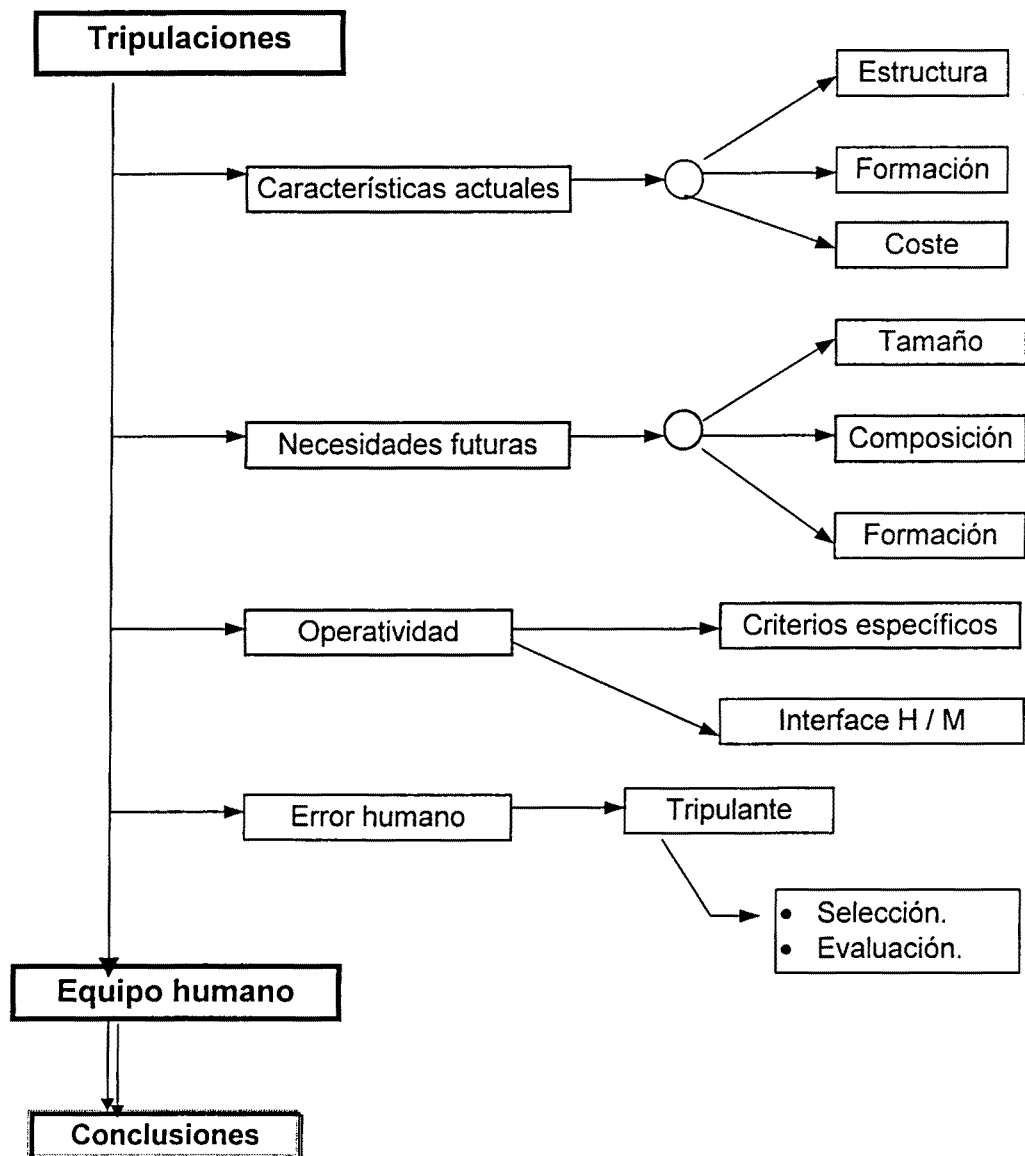 Tripulaciones
Estructura
Características actuales
Formación
Coste
Tamaño
Necesidades futuras
Composición
Formación
Operatividad
Criterios específicos
Interface H / M
Error humano
Tripulante
• Selección.
• Evaluación.
Equipo humano
Conclusiones